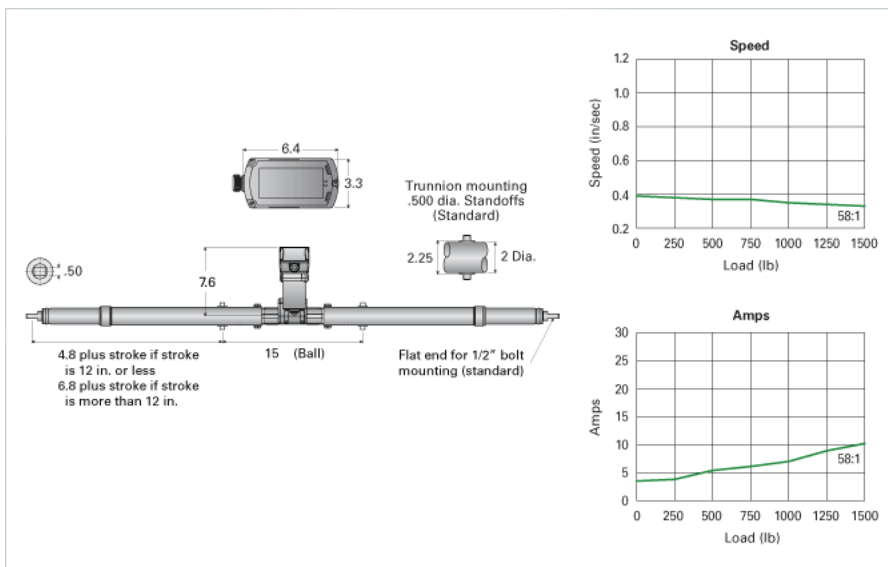 6.4
3.3
Trunnion mounting
.500 dia. Standoffs
(Standard)
2.25
2 Dia.
.50
7.6
15 (Ball)
4.8 plus stroke if stroke
is 12 in. or less
6.8 plus stroke if stroke
is more than 12 in.
Flat end for 1/2" bolt
mounting (standard)
Speed
Speed (in/sec)
1.2
1.0
0.8
0.6
0.4
0.2
58:1
0 250 500 750 1000 1250 1500
Load (lb)
Amps
Amps
30
25
20
15
10
5
0
58:1
0 250 500 750 1000 1250 1500
Load (lb)